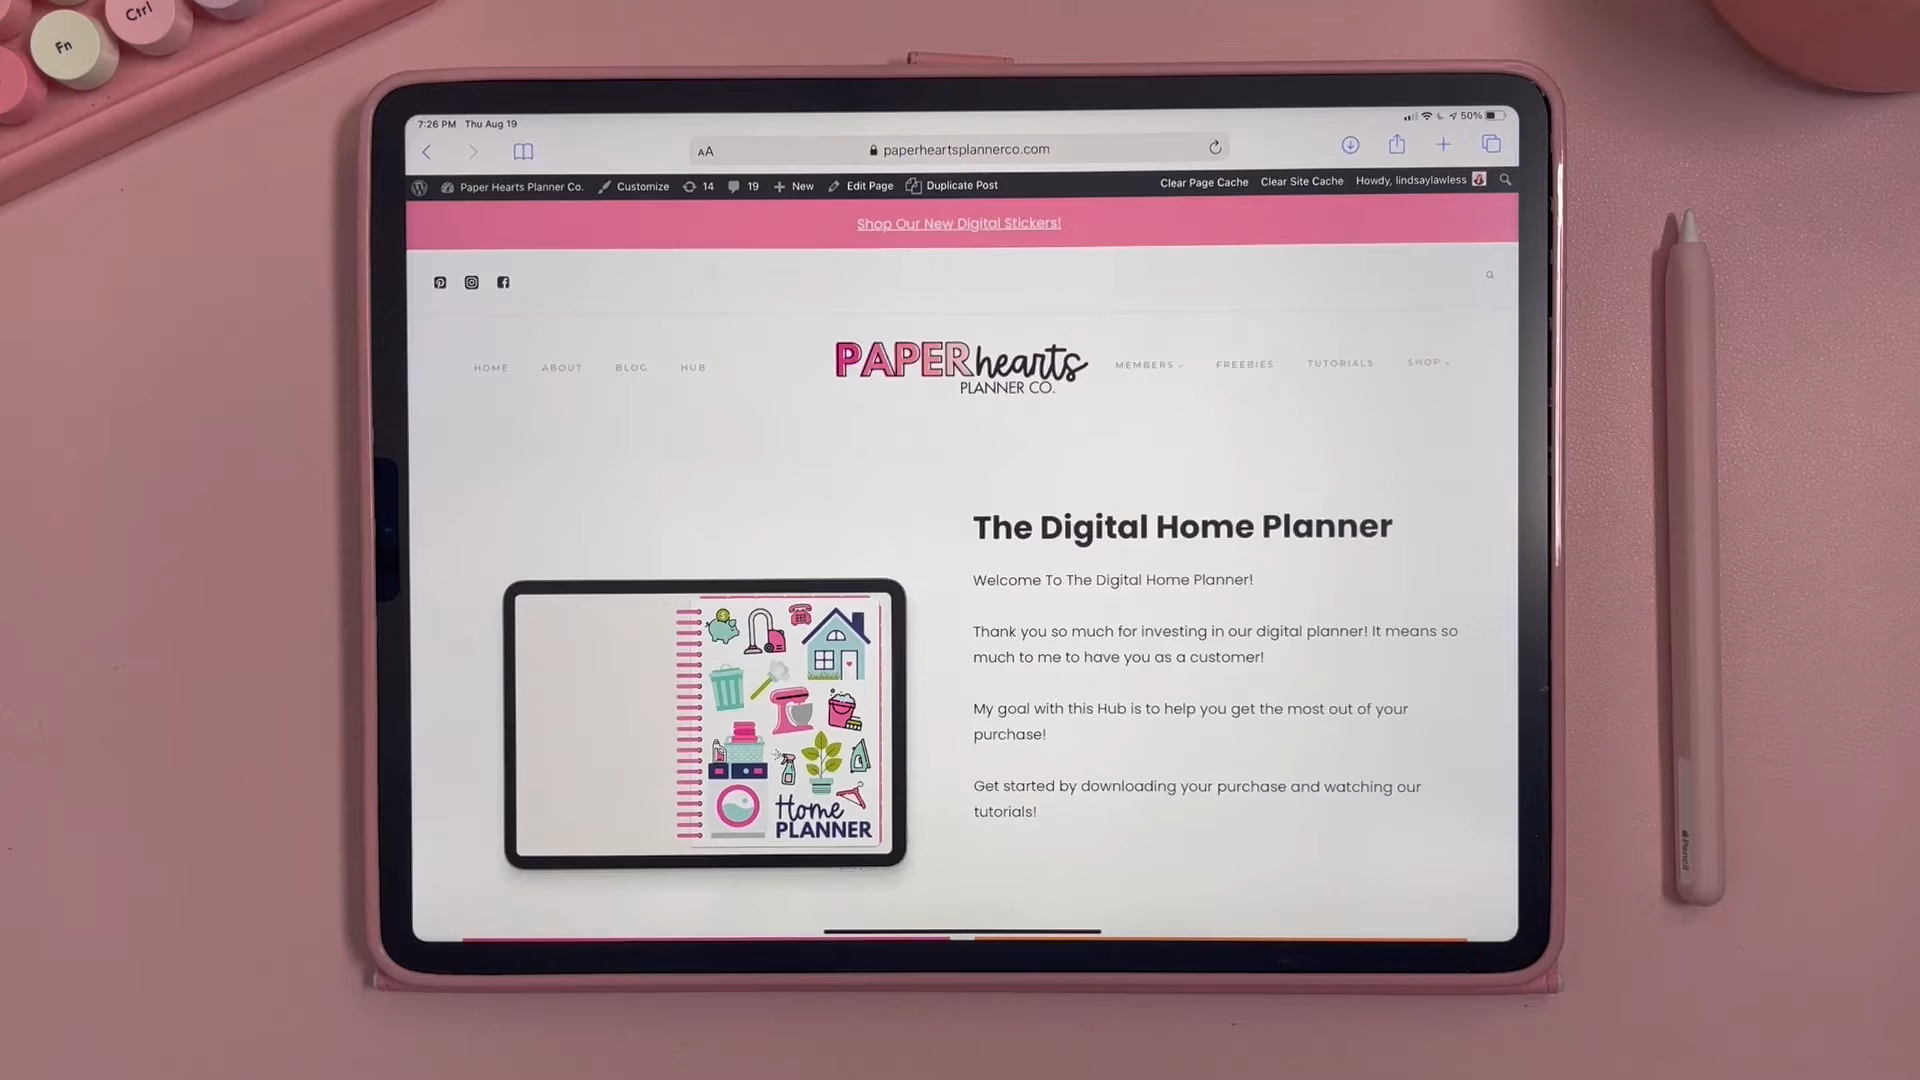 Fn
Ctrl
7:26 PM Thu Aug 19
50%
AA
paperheartsplannerco.com
Paper Hearts Planner Co.
Customize
14
19
New
Edit Page
Duplicate Post
Clear Page Cache
Clear Site Cache
Howdy, lindsaylawless
Shop Our New Digital Stickers!
HOME
ABOUT
BLOG
HUB
PAPER hearts
PLANNER CO.
MEMBERS
FREEBIES
TUTORIALS
SHOP
The Digital Home Planner
Welcome To The Digital Home Planner!
Thank you so much for investing in our digital planner! It means so
much to me to have you as a customer!
My goal with this Hub is to help you get the most out of your
purchase!
Get started by downloading your purchase and watching our
tutorials!
Home
PLANNER
Pencil